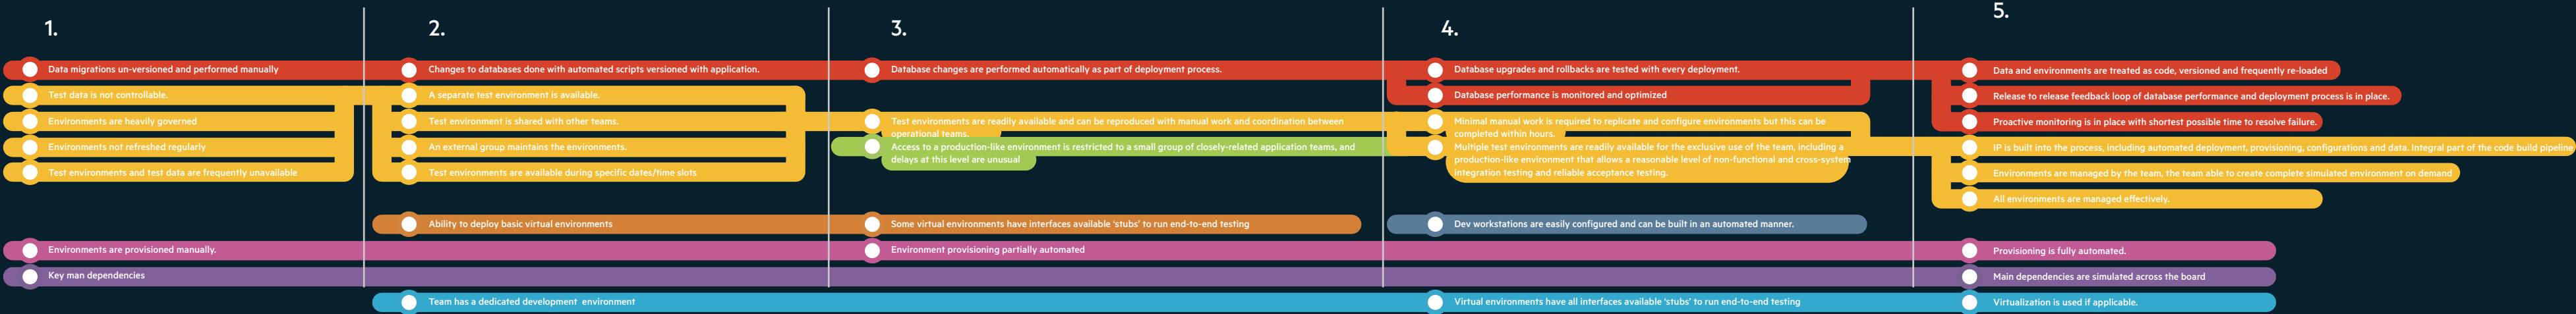 1.
Data migrations un-versioned and performed manually
Test data is not controllable.
Environments are heavily governed
Environments not refreshed regularly
Test environments and test data are frequently unavailable
Environments are provisioned manually.
Key man dependencies
2.
Changes to databases done with automated scripts versioned with application.
A separate test environment is available.
Test environment is shared with other teams.
An external group maintains the environments.
Test environments are available during specific dates/time slots
Ability to deploy basic virtual environments
Team has a dedicated development environment
3.
Database changes are performed automatically as part of deployment process.
Test environments are readily available and can be reproduced with manual work and coordination between
operational teams.
Access to a production-like environment is restricted to a small group of closely-related application teams, and
delays at this level are unusual
Some virtual environments have interfaces available ‘stubs’ to run end-to-end testing
Environment provisioning partially automated
4.
Database upgrades and rollbacks are tested with every deployment.
Database performance is monitored and optimized
Minimal manual work is required to replicate and configure environments but this can be
completed within hours.
Multiple test environments are readily available for the exclusive use of the team, including a
production-like environment that allows a reasonable level of non-functional and cross-system
integration testing and reliable acceptance testing.
Dev workstations are easily configured and can be built in an automated manner.
Virtual environments have all interfaces available ‘stubs’ to run end-to-end testing
5.
Data and environments are treated as code, versioned and frequently re-loaded
Release to release feedback loop of database performance and deployment process is in place.
Proactive monitoring is in place with shortest possible time to resolve failure.
IP is built into the process, including automated deployment, provisioning, configurations and data. Integral part of the code build pipeline
Environments are managed by the team, the team able to create complete simulated environment on demand
All environments are managed effectively.
Provisioning is fully automated.
Main dependencies are simulated across the board
Virtualization is used if applicable.